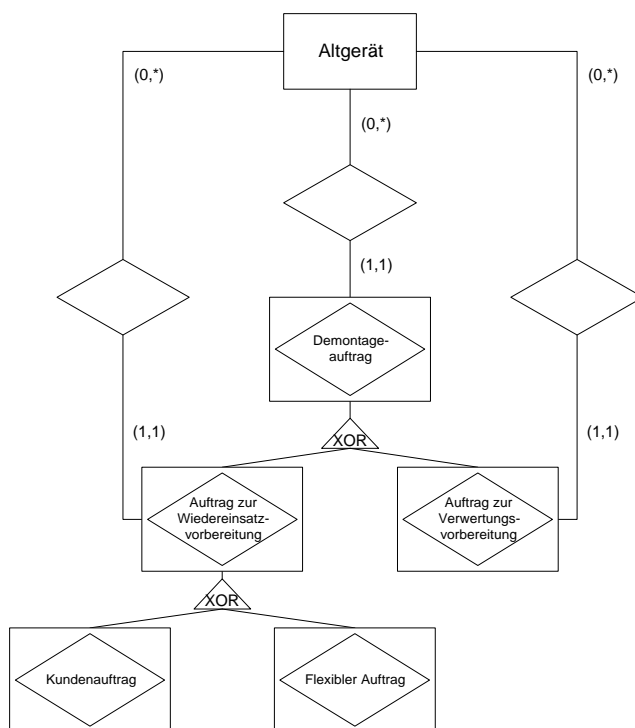 Altgerät
(0,*)
(0,*)
(0,*)
(1,1)
Demontage-
auftrag
(1,1)
(1,1)
XOR
Auftrag zur
Wiedereinsatz-
vorbereitung
Auftrag zur
Verwertungs-
vorbereitung
XOR
Kundenauftrag
Flexibler Auftrag